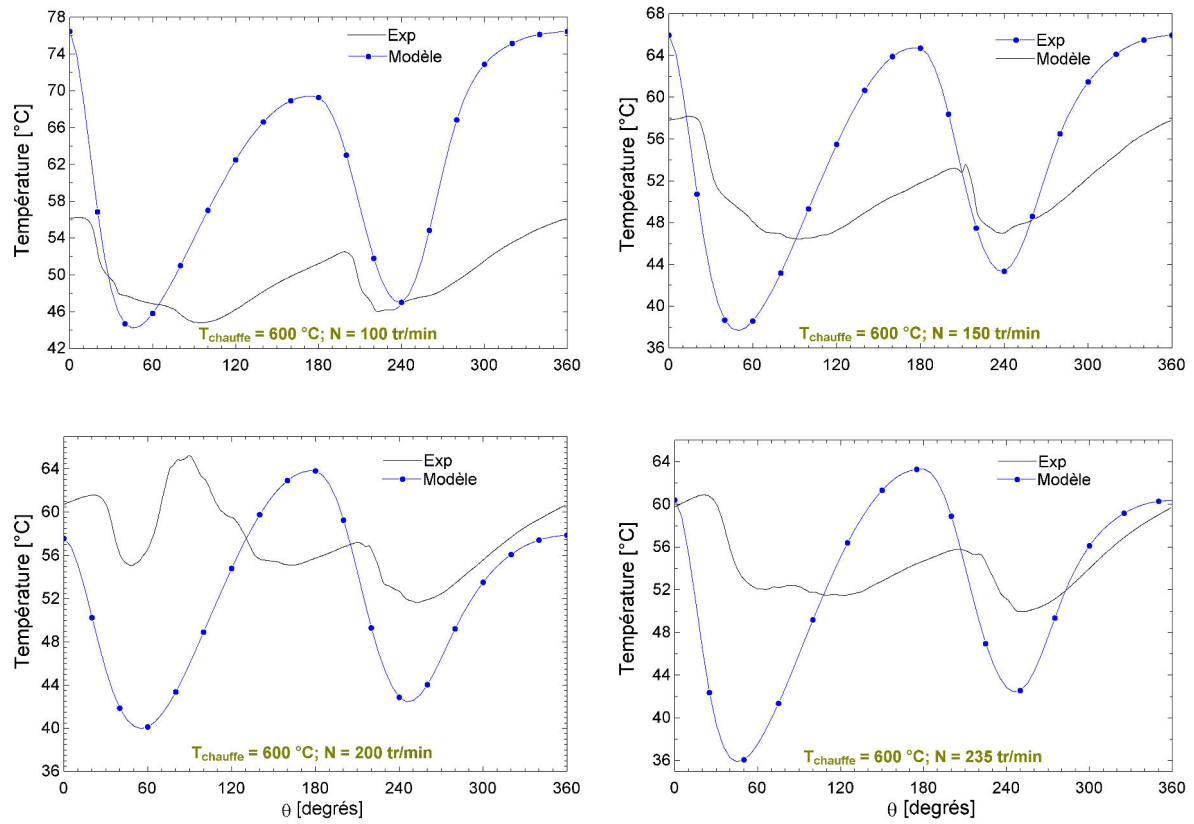 78
74
70
66
62
58
54
50
46
42
Température [°C]
Exp
Modèle
T_chauffe = 600 °C; N = 100 tr/min
0 60 120 180 240 300 360
68
64
60
56
52
48
44
40
36
Température [°C]
Exp
Modèle
T_chauffe = 600 °C; N = 150 tr/min
0 60 120 180 240 300 360
64
60
56
52
48
44
40
36
Température [°C]
Exp
Modèle
T_chauffe = 600 °C; N = 200 tr/min
0 60 120 180 240 300 360
θ [degrés]
64
60
56
52
48
44
40
36
Température [°C]
Exp
Modèle
T_chauffe = 600 °C; N = 235 tr/min
0 60 120 180 240 300 360
θ [degrés]